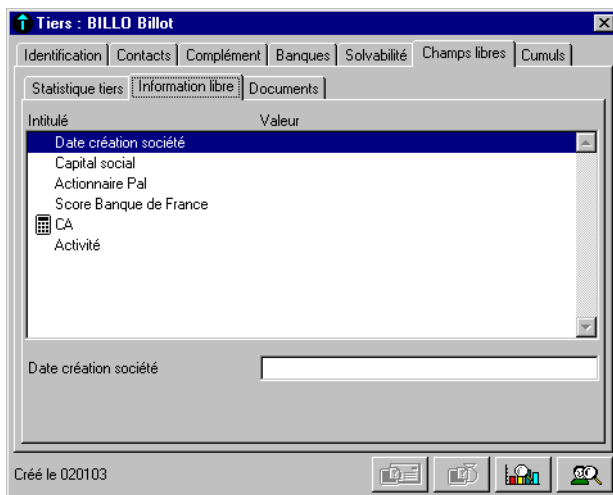 Tiers : BILLO Billot
Identification Contacts Complément Banques Solvabilité Champs libres Cumuls
Statistique tiers Information libre Documents
Intitulé Valeur
Date création société
Capital social
Actionnaire Pal
Score Banque de France
CA
Activité
Date création société
Créé le 020103